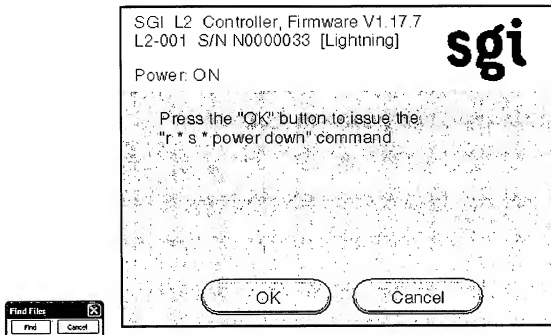 SGI L2 Controller, Firmware V1.17.7
L2-001 S/N N0000033 [Lightning]
sgi
Power: ON
Press the "OK" button to issue the
"r * s * power down" command
OK Cancel
Find Files
Find Cancel